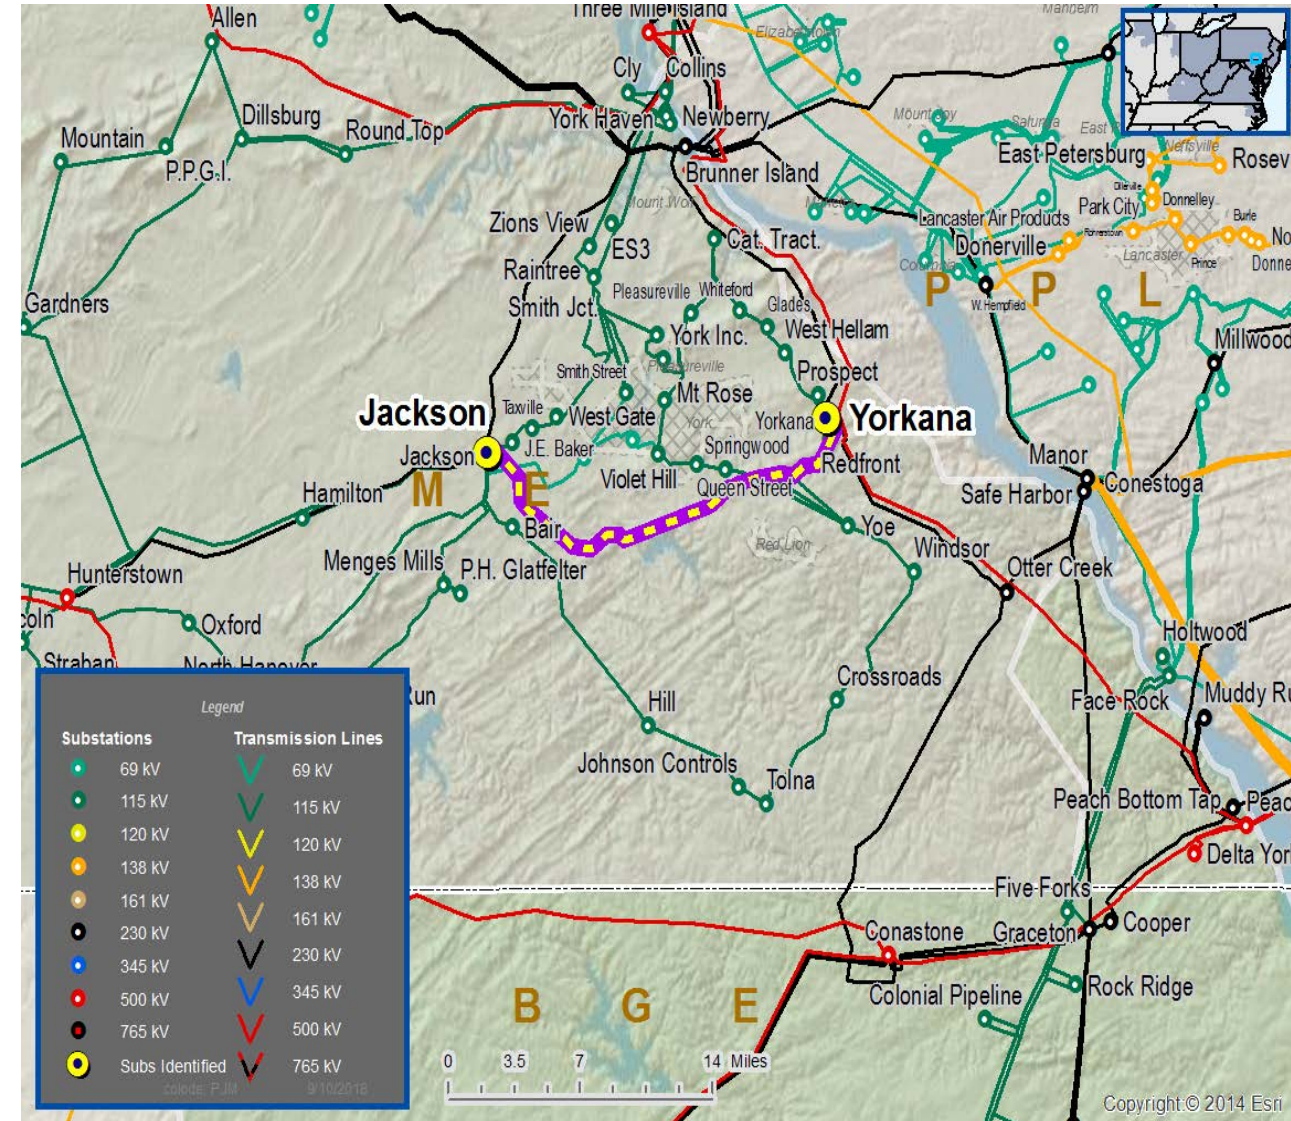 Allen
Three Mile Island
Manheim
Elizabethtown
Cly
Collins
Dillsburg
Round Top
York Haven
Newberry
Mount Joy
Salunga
Mountain
P.P.G.I.
Brunner Island
East Petersburg
Neffsville
Rosev
Dillerville
Mount Wolf
Lancaster Air Products
Park City
Donnelley
Burle
Zions View
ES3
Cat. Tract.
Donerville
Rohrerstown
Lancaster
Prince
No
Donne
Columbia
Raintree
Pleasureville
Whiteford
Glades
P P L
W. Hempfield
Gardners
Smith Jct.
York Inc.
West Hellam
Millwood
Smith Street
Pleasureville
Prospect
Mt Rose
Jackson
Taxville
West Gate
York
Yorkana
Yorkana
Jackson
J.E. Baker
Springwood
Redfront
Manor
Conestoga
M E
Violet Hill
Queen Street
Safe Harbor
Hamilton
Bair
Yoe
Red Lion
Windsor
Menges Mills
P.H. Glatfelter
Otter Creek
Hunterstown
coln
Oxford
Holtwood
Straban
North Hanover
Run
Crossroads
Face Rock
Muddy Ru
Hill
Johnson Controls
Tolna
Peach Bottom Tap
Peac
Delta Yor
Five Forks
Conastone
Graceton
Cooper
B G E
Colonial Pipeline
Rock Ridge
Legend
Substations
Transmission Lines
69 kV
69 kV
115 kV
115 kV
120 kV
120 kV
138 kV
138 kV
161 kV
161 kV
230 kV
230 kV
345 kV
345 kV
500 kV
500 kV
765 kV
765 kV
Subs Identified
9/10/2018
0 3.5 7 14 Miles
Copyright:© 2014 Esri